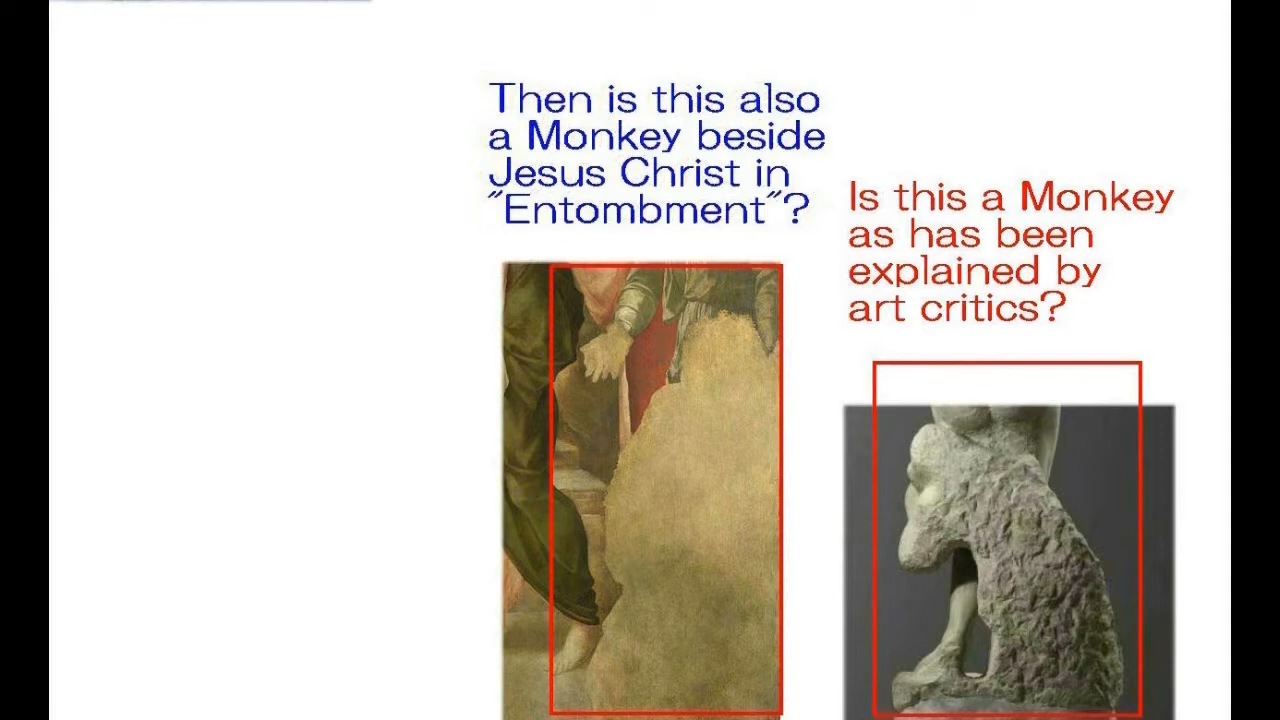 Then is this also
a Monkey beside
Jesus Christ in
"Entombment"?
Is this a Monkey
as has been
explained by
art critics?